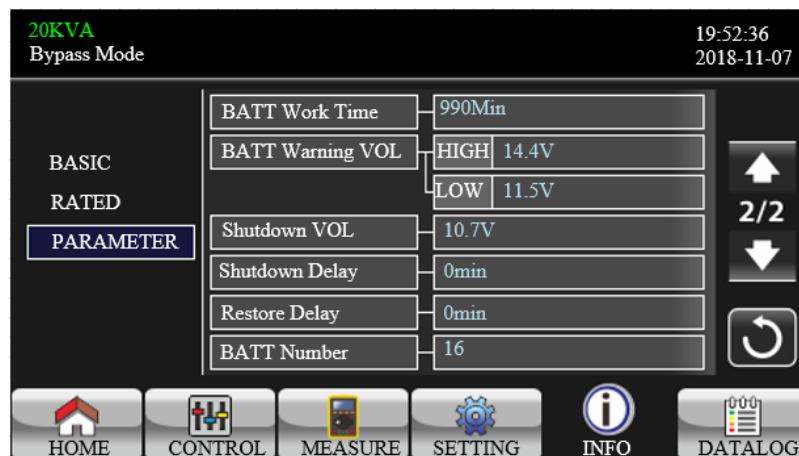 20KVA
Bypass Mode
19:52:36
2018-11-07
BASIC
RATED
PARAMETER
BATT Work Time 990Min
BATT Warning VOL HIGH 14.4V
LOW 11.5V
Shutdown VOL 10.7V
Shutdown Delay 0min
Restore Delay 0min
BATT Number 16
2/2
HOME CONTROL MEASURE SETTING INFO DATALOG